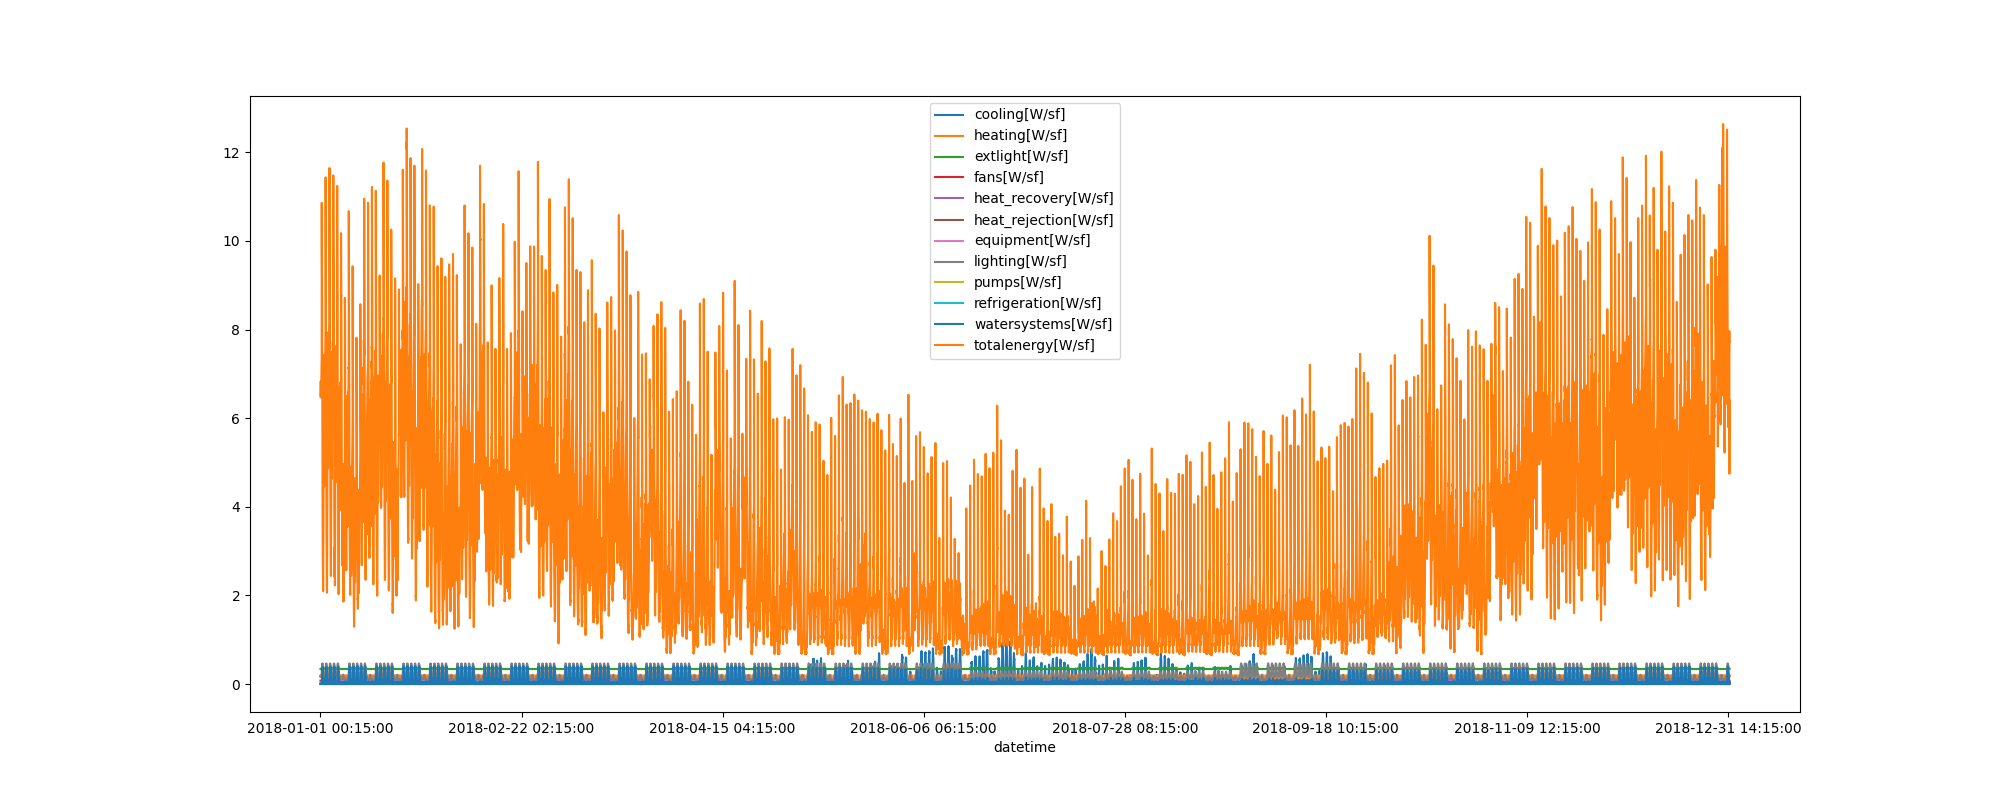 cooling[W/sf]
heating[W/sf]
extlight[W/sf]
fans[W/sf]
heat_recovery[W/sf]
heat_rejection[W/sf]
equipment[W/sf]
lighting[W/sf]
pumps[W/sf]
refrigeration[W/sf]
watersystems[W/sf]
totalenergy[W/sf]
12
10
8
6
4
2
0
2018-01-01 00:15:00 2018-02-22 02:15:00 2018-04-15 04:15:00 2018-06-06 06:15:00 2018-07-28 08:15:00 2018-09-18 10:15:00 2018-11-09 12:15:00 2018-12-31 14:15:00
datetime